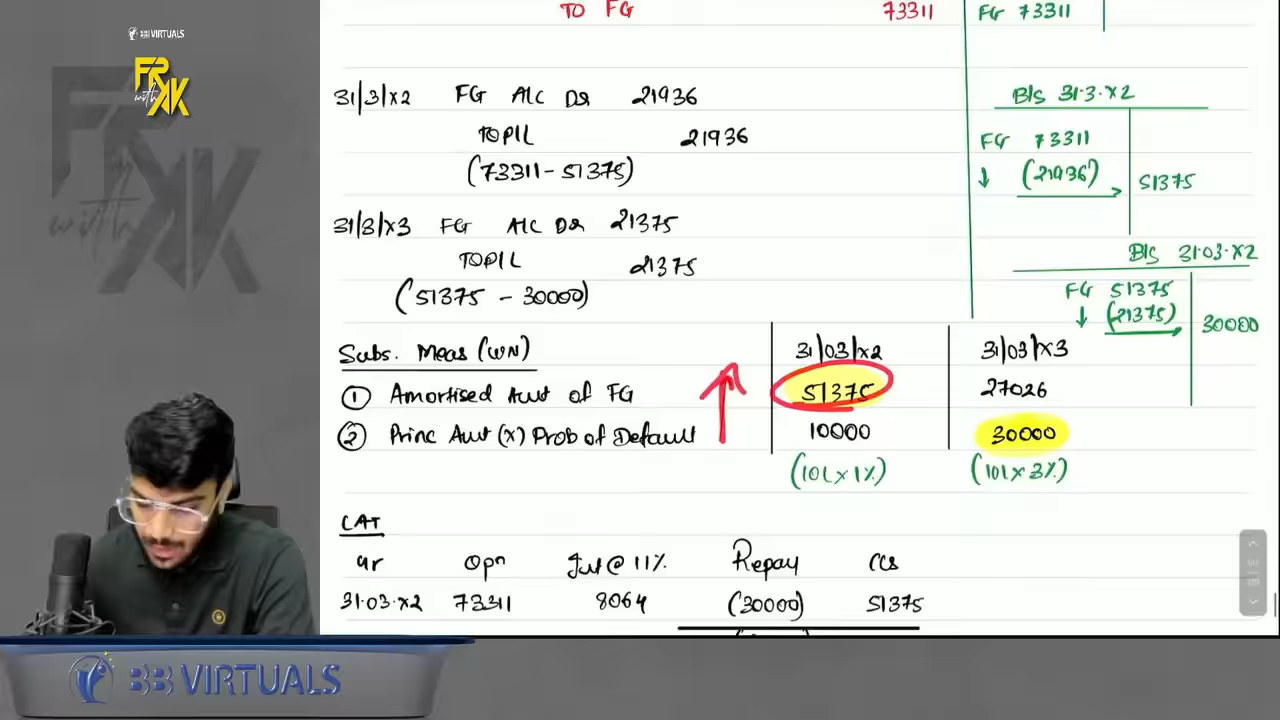 BB VIRTUALS
FR
with
AK
TO FG 73311 FG 73311
31/3/X2 FG A/C Dr 21936
TO P/L 21936
(73311 - 51375)
31/3/X3 FG A/C Dr 21375
TO P/L 21375
(51375 - 30000)
B/S 31.3.X2
FG 73311
↓ (21936) 51375
B/S 31.03.X2
FG 51375
↓ (21375) 30000
Subs. Meas (WN) 31/03/X2 31/03/X3
① Amortised Amt of FG 51375 27026
② Princ Amt (X) Prob of Default 10000 30000
(10L X 1%) (10L X 3%)
CAT
Yr Opn Int @ 11% Repay Cls
31.03.X2 73311 8064 (30000) 51375
BB VIRTUALS